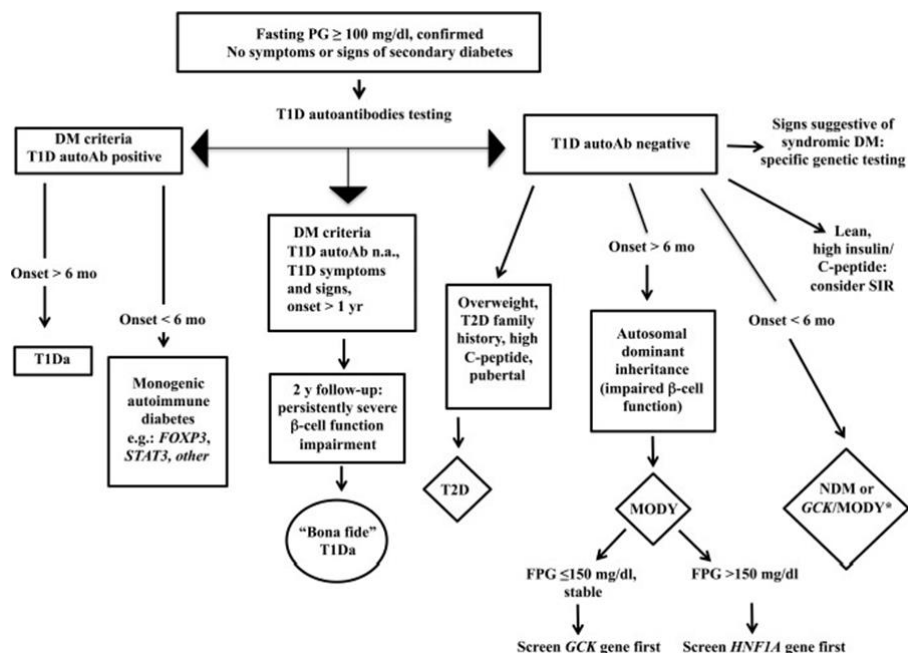 Fasting PG ≥ 100 mg/dl, confirmed
No symptoms or signs of secondary diabetes
T1D autoantibodies testing
DM criteria
T1D autoAb positive
T1D autoAb negative
Signs suggestive of
syndromic DM:
specific genetic testing
DM criteria
T1D autoAb n.a.,
T1D symptoms
and signs,
onset > 1 yr
Onset > 6 mo
Lean,
high insulin/
C-peptide:
consider SIR
Onset > 6 mo
Onset < 6 mo
Overweight,
T2D family
history, high
C-peptide,
pubertal
Autosomal
dominant
inheritance
(impaired β-cell
function)
Onset < 6 mo
T1Da
Monogenic
autoimmune
diabetes
e.g.: FOXP3,
STAT3, other
2 y follow-up:
persistently severe
β-cell function
impairment
T2D
MODY
NDM or
GCK/MODY*
“Bona fide”
T1Da
FPG ≤150 mg/dl,
stable
FPG >150 mg/dl
Screen GCK gene first
Screen HNF1A gene first